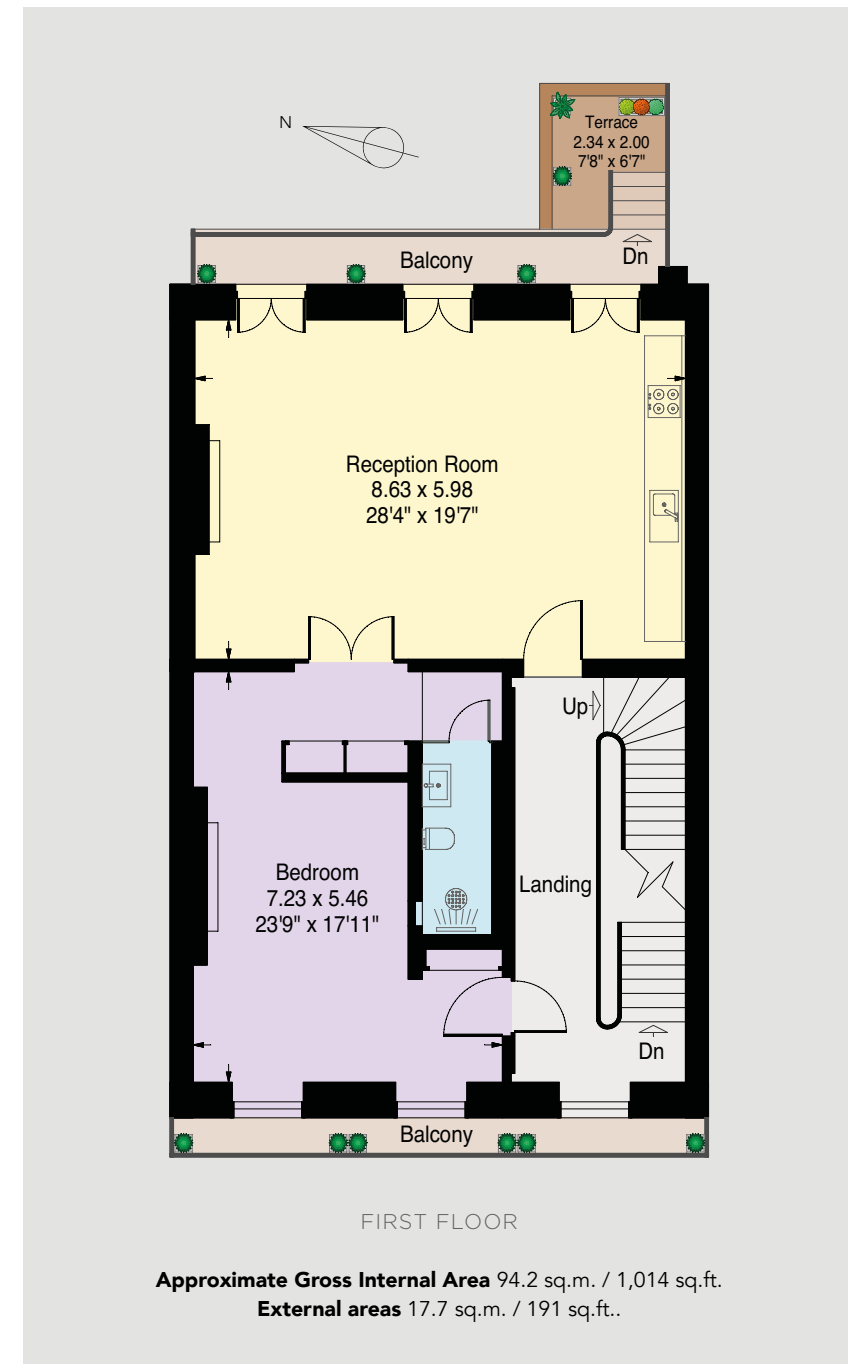 N
Terrace
2.34 x 2.00
7'8" x 6'7"
Balcony
Dn
Reception Room
8.63 x 5.98
28'4" x 19'7"
Up
Bedroom
7.23 x 5.46
23'9" x 17'11"
Landing
Dn
Balcony
FIRST FLOOR
Approximate Gross Internal Area 94.2 sq.m. / 1,014 sq.ft.
External areas 17.7 sq.m. / 191 sq.ft..